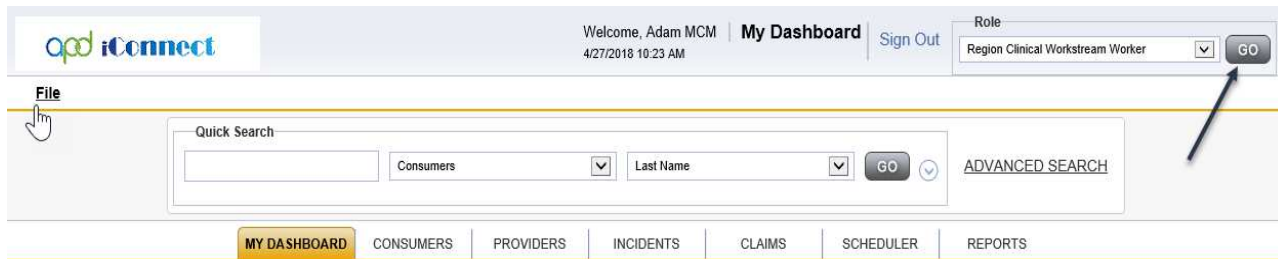 apd iConnect
Welcome, Adam MCM
4/27/2018 10:23 AM
My Dashboard
Sign Out
Role
Region Clinical Workstream Worker
GO
File
Quick Search
Consumers
Last Name
GO
ADVANCED SEARCH
MY DASHBOARD CONSUMERS PROVIDERS INCIDENTS CLAIMS SCHEDULER REPORTS